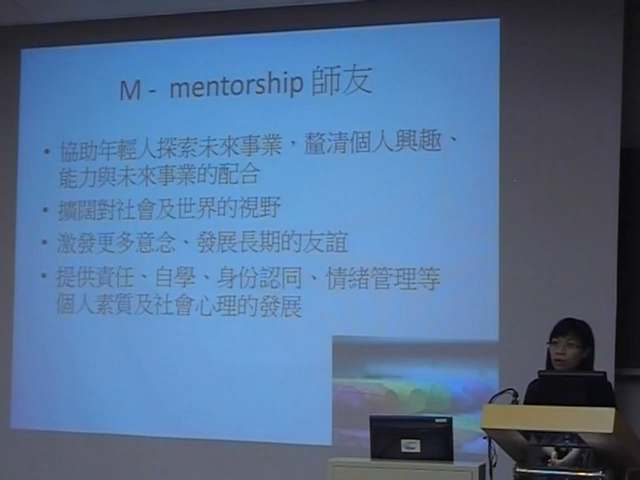 M - mentorship 師友
• 協助年輕人探索未來事業，釐清個人興趣、
能力與未來事業的配合
• 擴闊對社會及世界的視野
• 激發更多意念、發展長期的友誼
• 提供責任、自學、身份認同、情緒管理等
個人素質及社會心理的發展